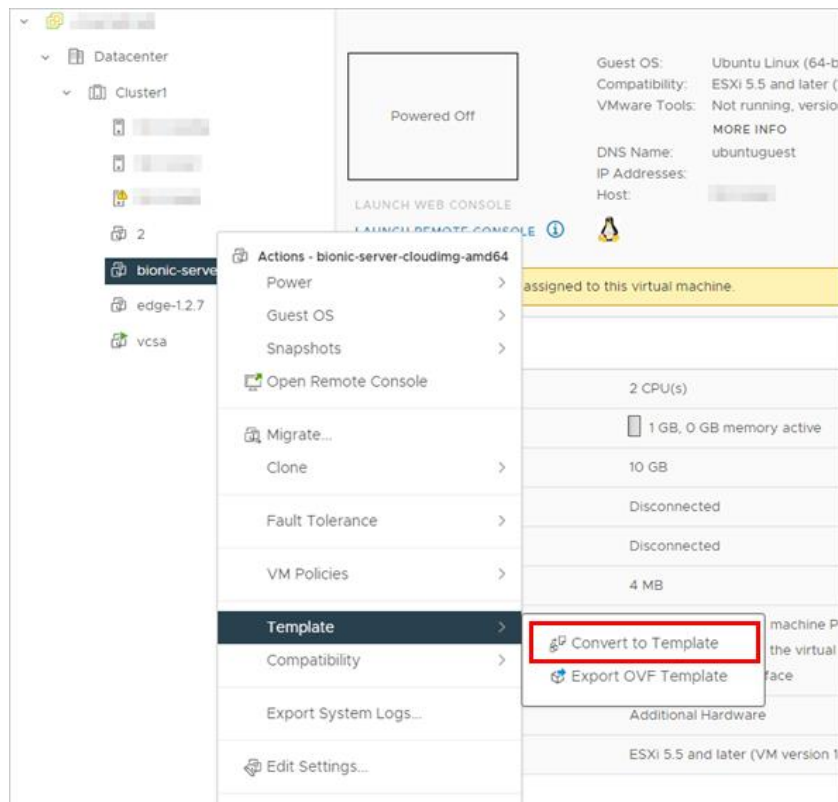 Datacenter
Cluster1
2
bionic-serve
edge-1.2.7
vcsa
Powered Off
LAUNCH WEB CONSOLE
LAUNCH REMOTE CONSOLE
Guest OS: Ubuntu Linux (64-b
Compatibility: ESXi 5.5 and later (
VMware Tools: Not running, versio
MORE INFO
DNS Name: ubuntuguest
IP Addresses:
Host:
assigned to this virtual machine.
Actions - bionic-server-cloudimg-amd64
Power
Guest OS
Snapshots
Open Remote Console
Migrate...
Clone
Fault Tolerance
VM Policies
Template
Compatibility
Export System Logs...
Edit Settings...
Convert to Template
Export OVF Template
2 CPU(s)
1 GB, 0 GB memory active
10 GB
Disconnected
Disconnected
4 MB
machine P
the virtual
face
Additional Hardware
ESXi 5.5 and later (VM version 1